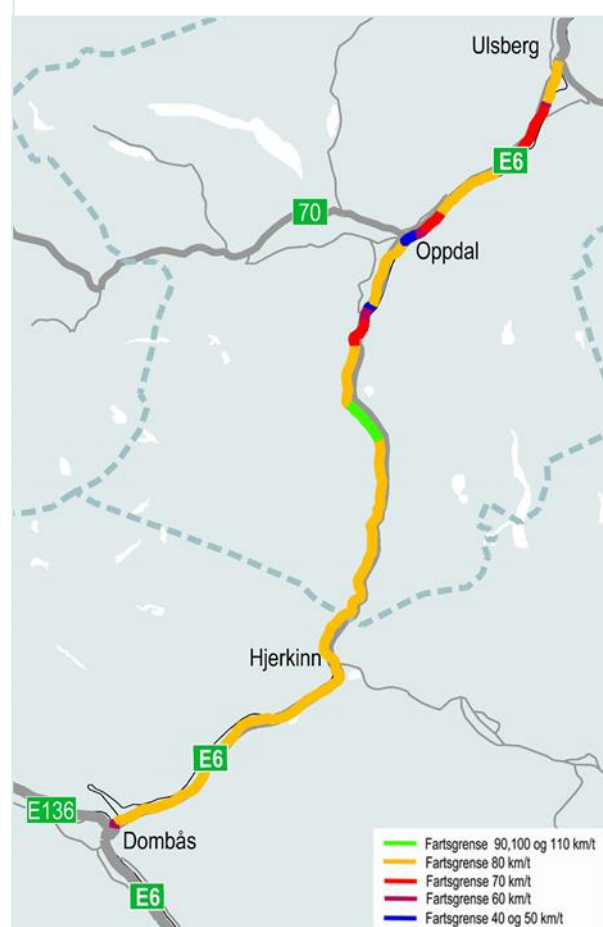 Ulsberg
E6
70
Oppdal
Hjerkinn
E6
E136
Dombås
E6
Fartsgrense 90,100 og 110 km/t
Fartsgrense 80 km/t
Fartsgrense 70 km/t
Fartsgrense 60 km/t
Fartsgrense 40 og 50 km/t